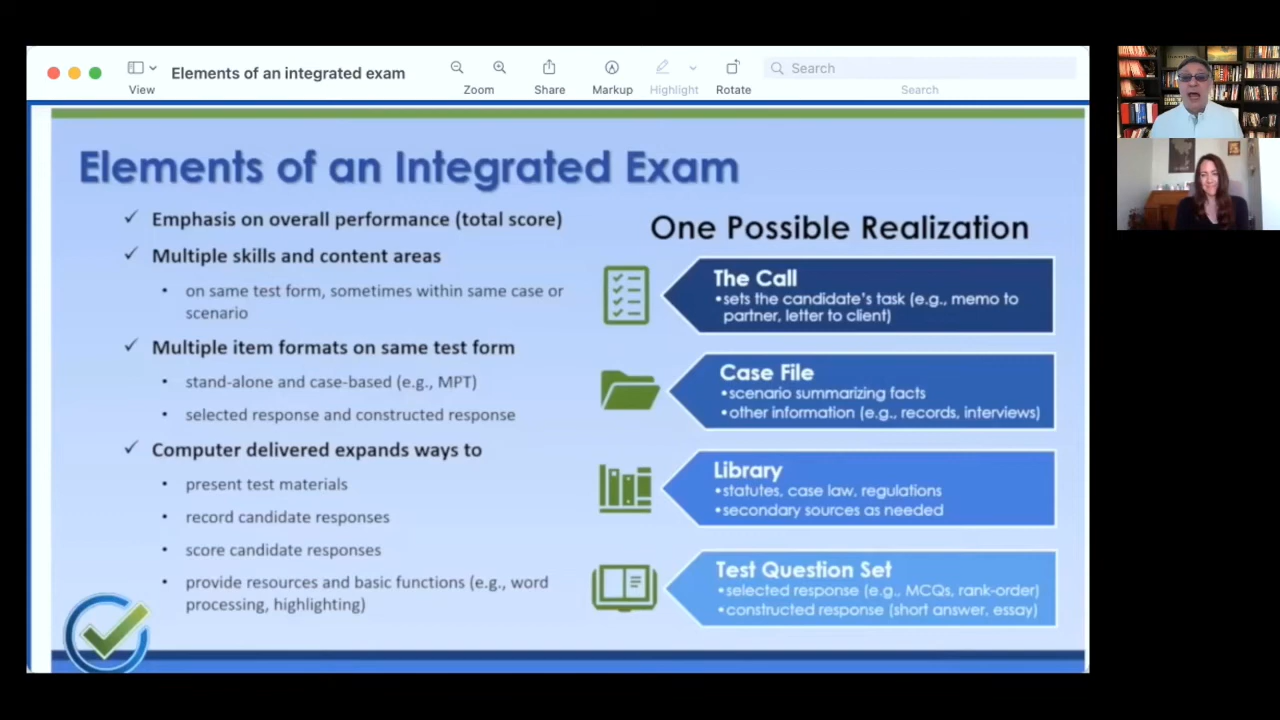 Elements of an integrated exam
View
Zoom
Share
Markup
Highlight
Rotate
Search
Search
Elements of an Integrated Exam
✓ Emphasis on overall performance (total score)
✓ Multiple skills and content areas
• on same test form, sometimes within same case or
scenario
✓ Multiple item formats on same test form
• stand-alone and case-based (e.g., MPT)
• selected response and constructed response
✓ Computer delivered expands ways to
• present test materials
• record candidate responses
• score candidate responses
• provide resources and basic functions (e.g., word
processing, highlighting)
One Possible Realization
The Call
•sets the candidate's task (e.g., memo to
partner, letter to client)
Case File
•scenario summarizing facts
•other information (e.g., records, interviews)
Library
•statutes, case law, regulations
•secondary sources as needed
Test Question Set
•selected response (e.g., MCQs, rank-order)
•constructed response (short answer, essay)